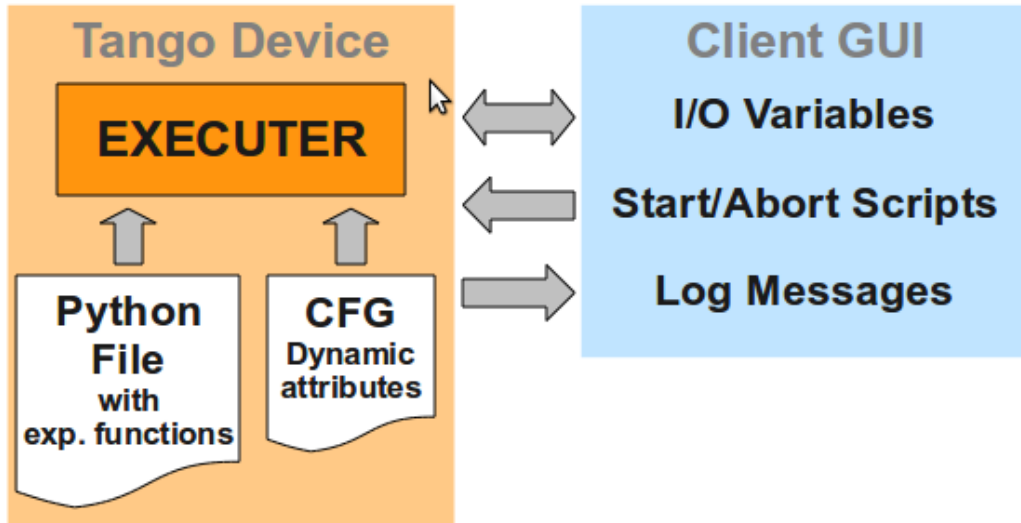 Tango Device
EXECUTER
Python
File
with
exp. functions
CFG
Dynamic
attributes
Client GUI
I/O Variables
Start/Abort Scripts
Log Messages